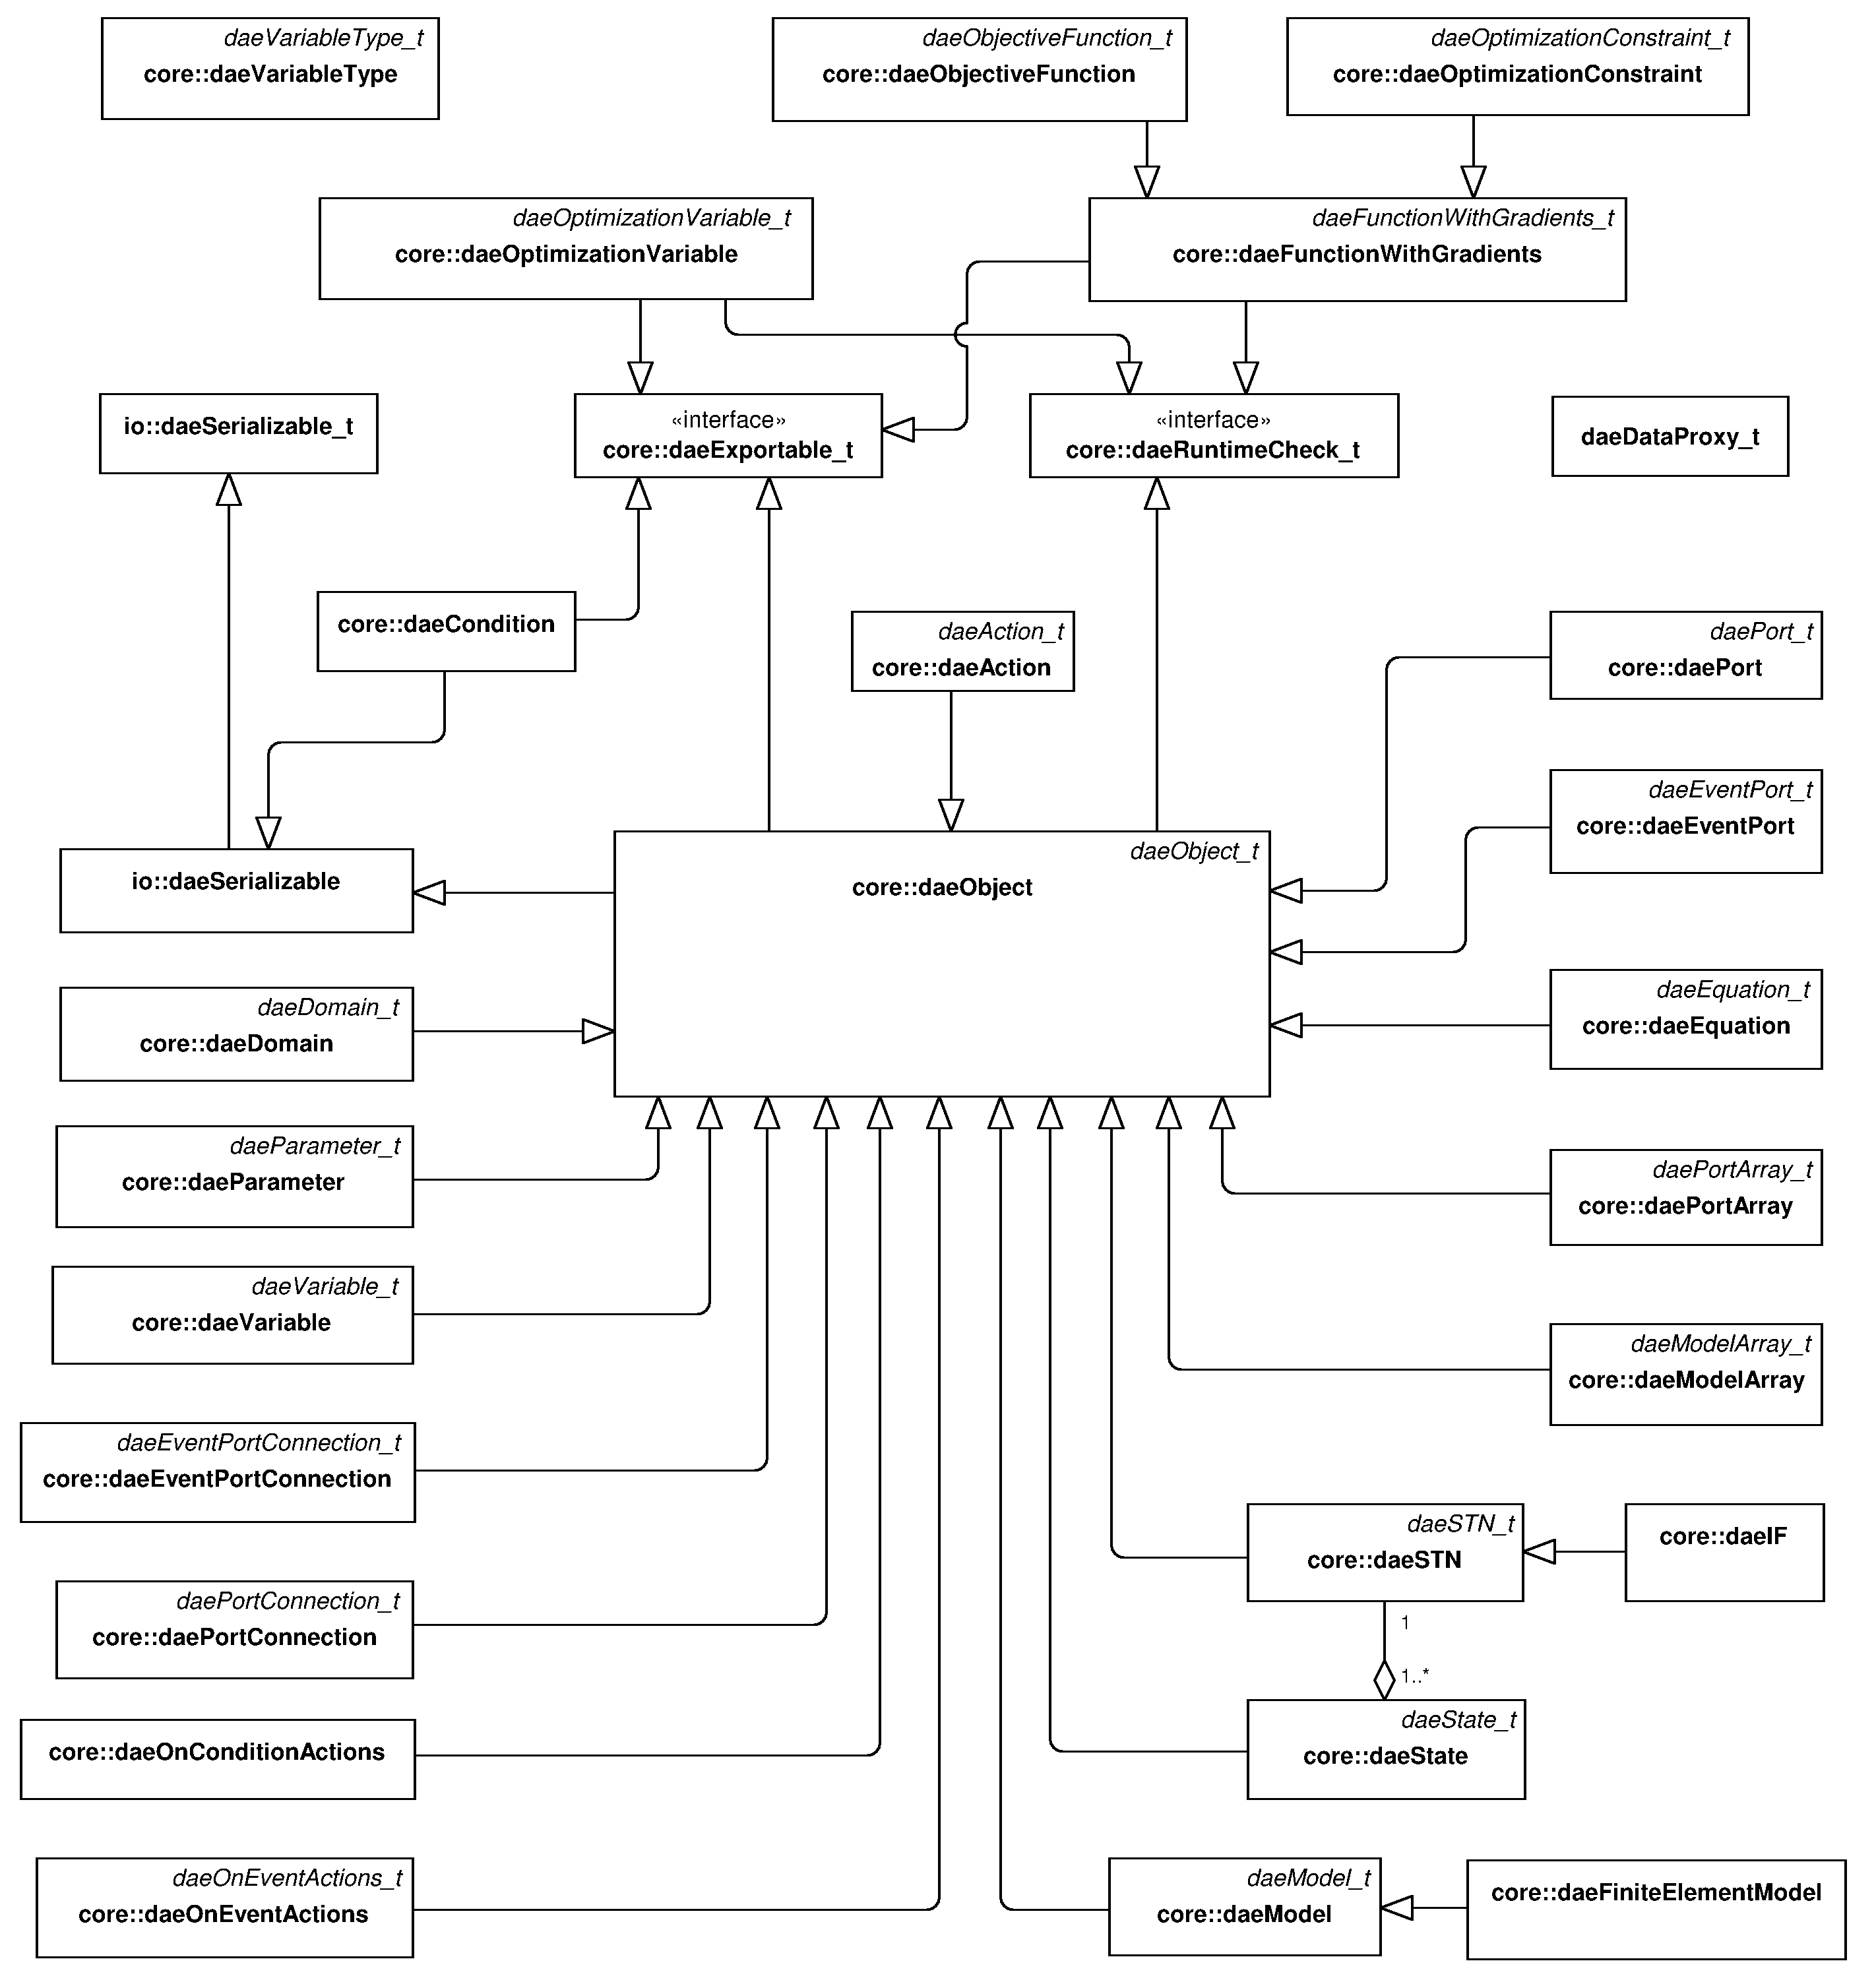 daeVariableType_t
core::daeVariableType
daeObjectiveFunction_t
core::daeObjectiveFunction
daeOptimizationConstraint_t
core::daeOptimizationConstraint
daeOptimizationVariable_t
core::daeOptimizationVariable
daeFunctionWithGradients_t
core::daeFunctionWithGradients
io::daeSerializable_t
«interface»
core::daeExportable_t
«interface»
core::daeRuntimeCheck_t
daeDataProxy_t
core::daeCondition
daeAction_t
core::daeAction
daePort_t
core::daePort
daeEventPort_t
core::daeEventPort
io::daeSerializable
daeObject_t
core::daeObject
daeDomain_t
core::daeDomain
daeEquation_t
core::daeEquation
daeParameter_t
core::daeParameter
daePortArray_t
core::daePortArray
daeVariable_t
core::daeVariable
daeModelArray_t
core::daeModelArray
daeEventPortConnection_t
core::daeEventPortConnection
daeSTN_t
core::daeSTN
core::daeIF
daePortConnection_t
core::daePortConnection
1
1..*
core::daeOnConditionActions
daeState_t
core::daeState
daeOnEventActions_t
core::daeOnEventActions
daeModel_t
core::daeModel
core::daeFiniteElementModel